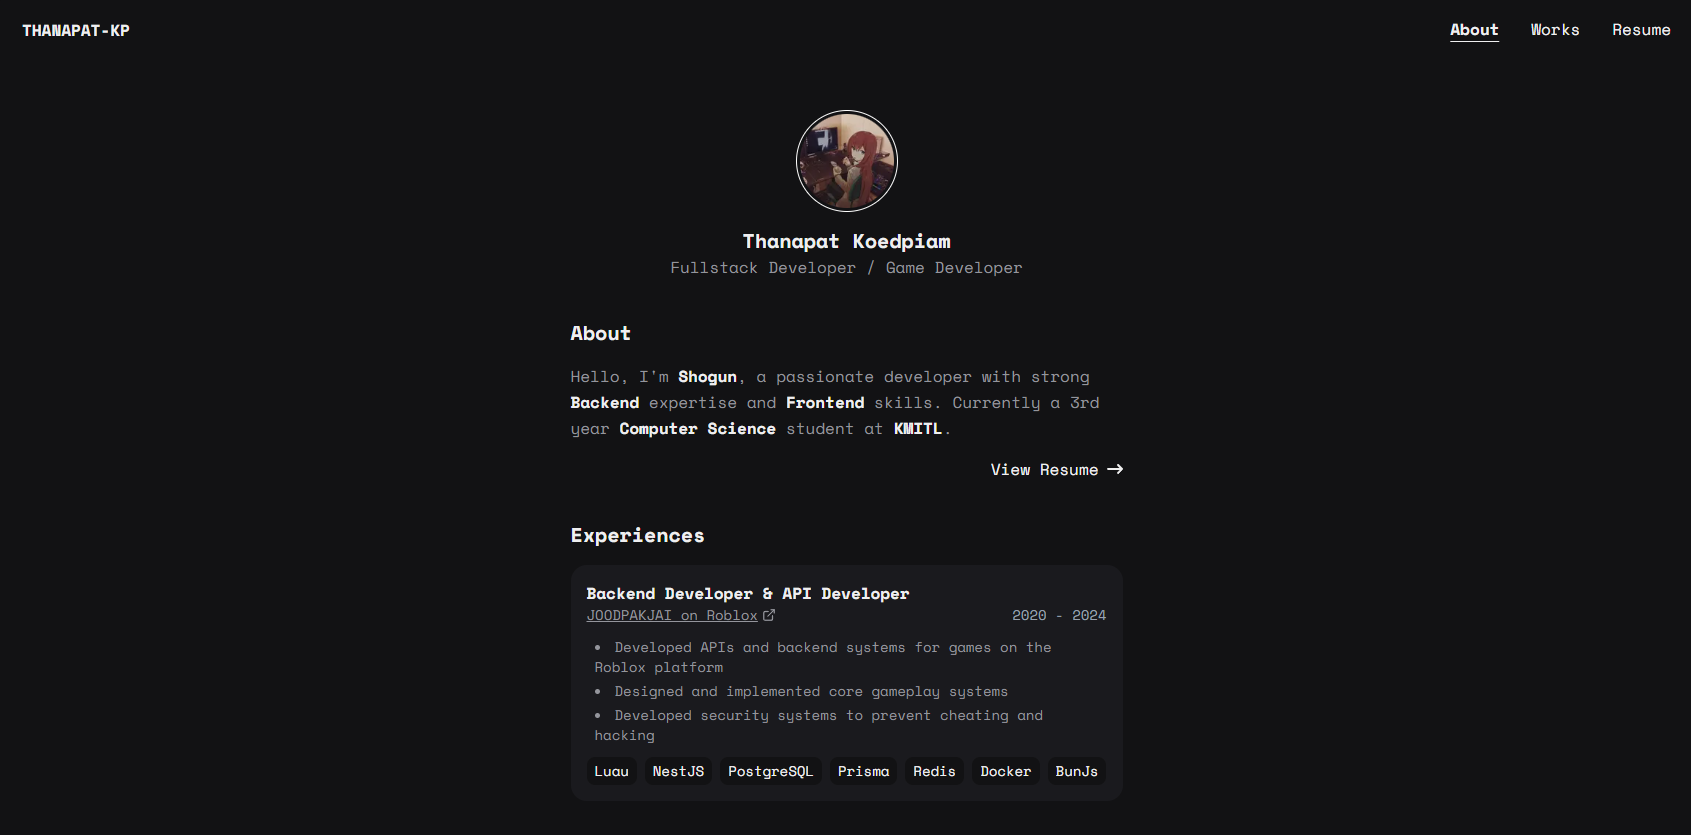 THANAPAT-KP
About Works Resume
Thanapat Koedpiam
Fullstack Developer / Game Developer
About
Hello, I'm Shogun, a passionate developer with strong
Backend expertise and Frontend skills. Currently a 3rd
year Computer Science student at KMITL.
View Resume →
Experiences
Backend Developer & API Developer
JOODPAKJAI on Roblox 2020 - 2024
• Developed APIs and backend systems for games on the
Roblox platform
• Designed and implemented core gameplay systems
• Developed security systems to prevent cheating and
hacking
Luau NestJS PostgreSQL Prisma Redis Docker BunJs